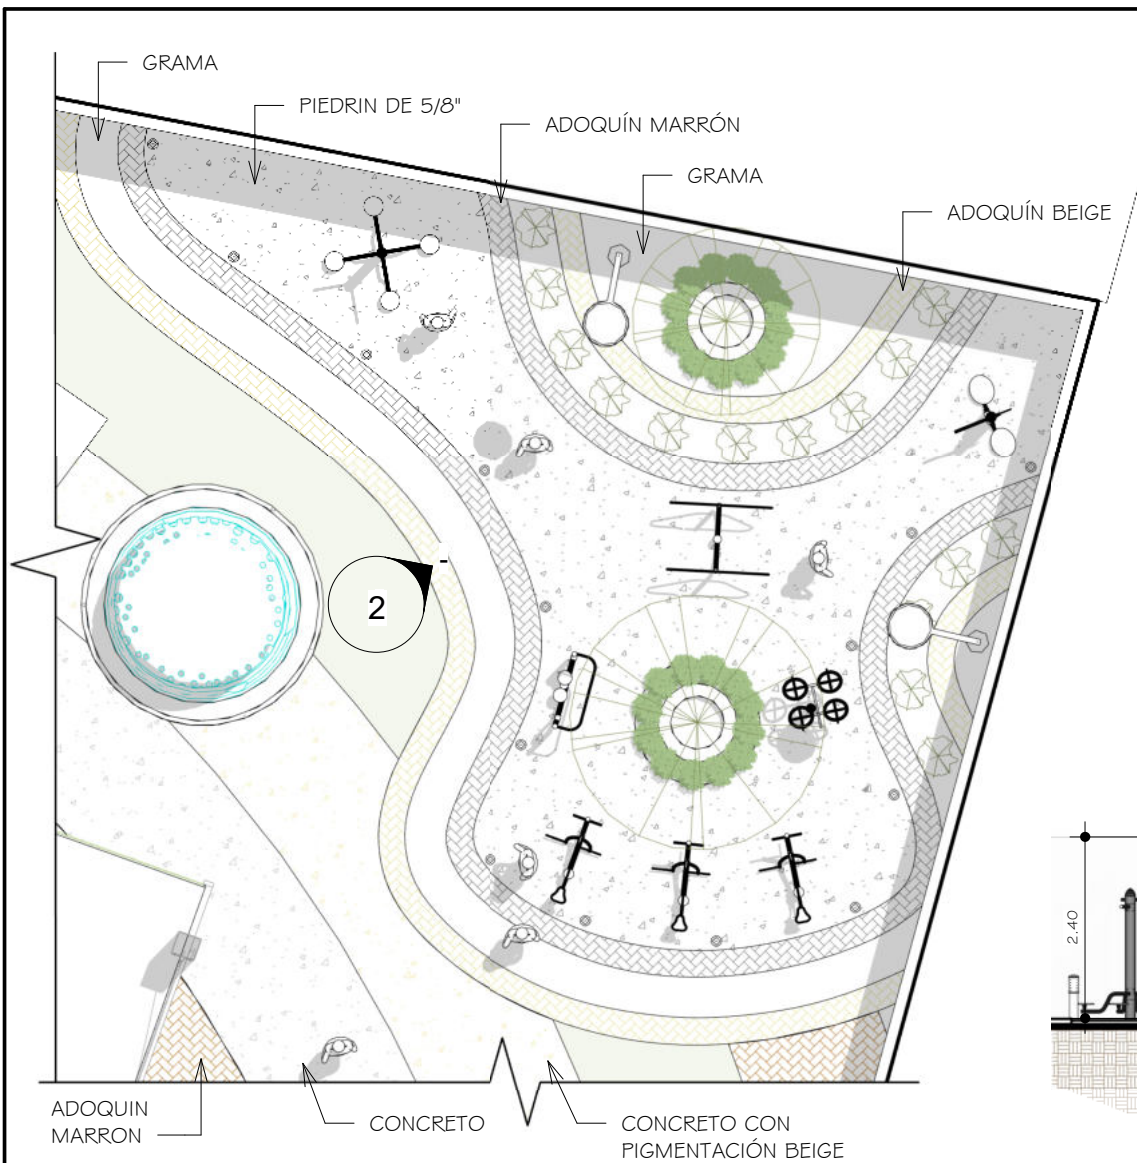 GRAMA
PIEDRIN DE 5/8"
ADOQUÍN MARRÓN
GRAMA
ADOQUÍN BEIGE
2
-
2.40
ADOQUIN
MARRON
CONCRETO
CONCRETO CON
PIGMENTACIÓN BEIGE